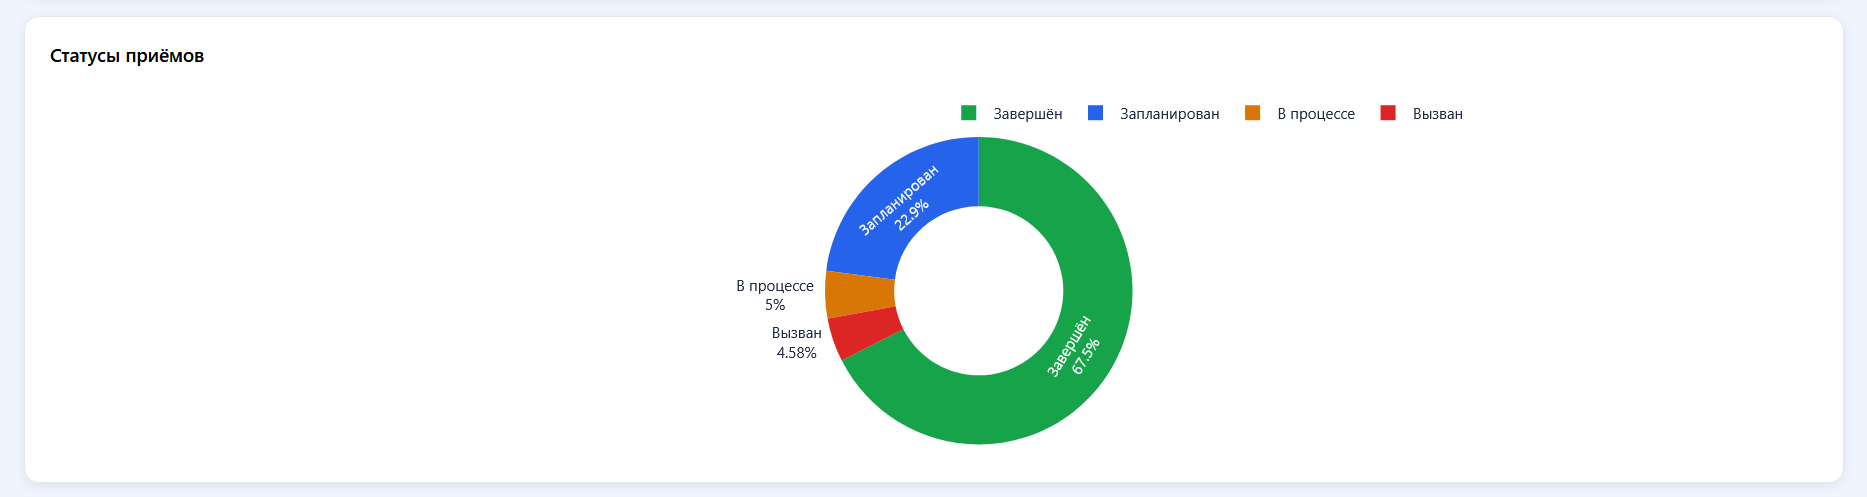 Статусы приёмов
Завершён
Запланирован
В процессе
Вызван
Запланирован
22.9%
В процессе
5%
Вызван
4.58%
Завершён
67.5%